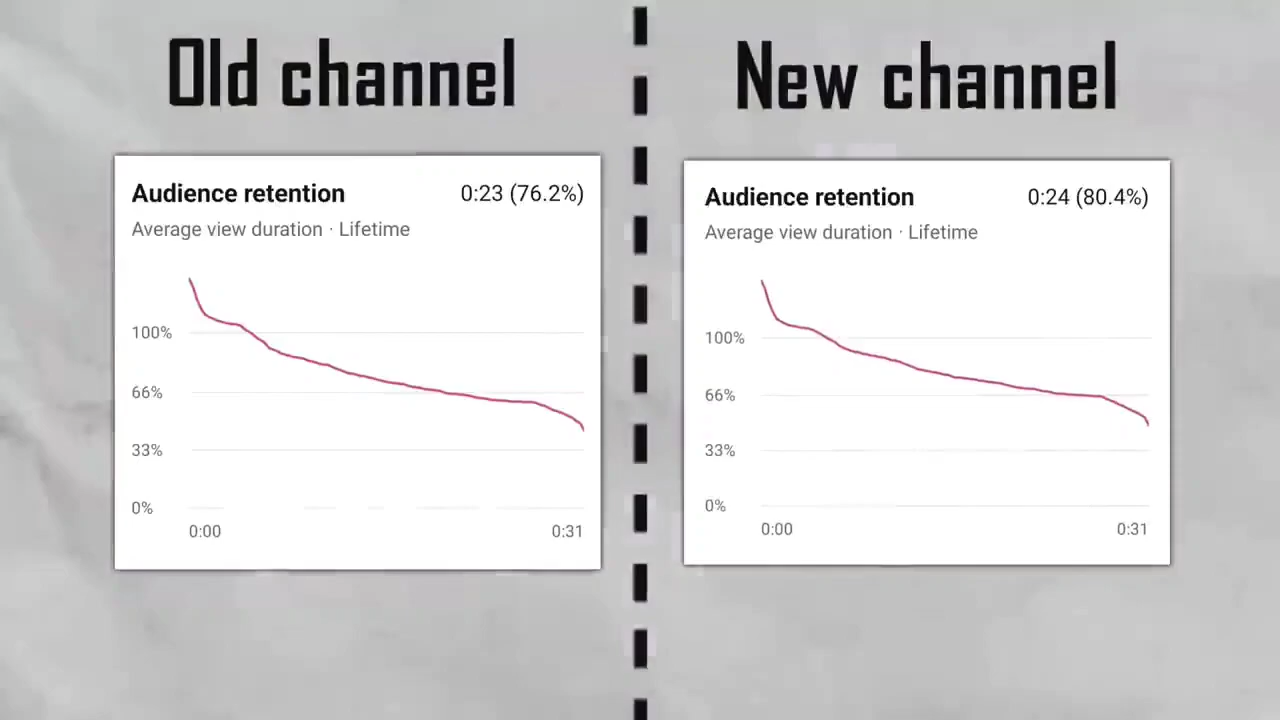 Old channel
Audience retention 0:23 (76.2%)
Average view duration · Lifetime
100%
66%
33%
0%
0:00 0:31
New channel
Audience retention 0:24 (80.4%)
Average view duration · Lifetime
100%
66%
33%
0%
0:00 0:31